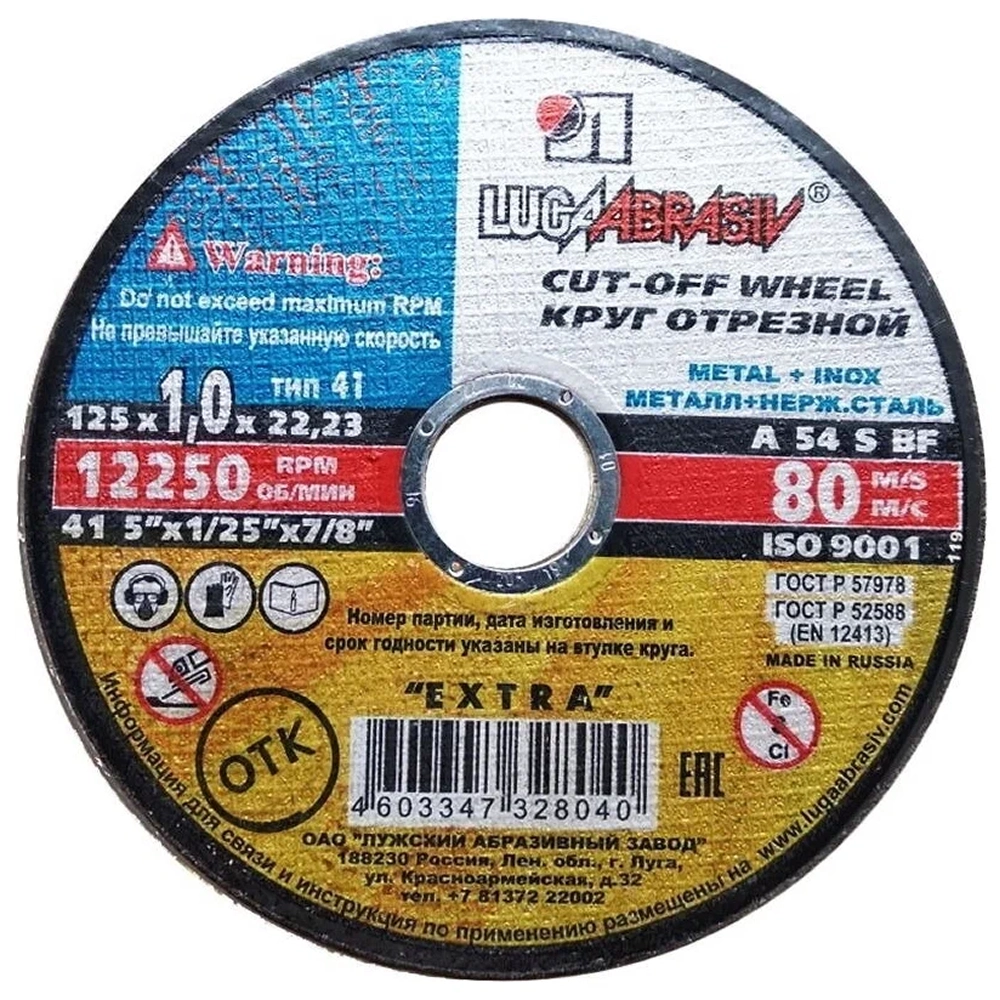 LUGAABRASIV®
CUT-OFF WHEEL
КРУГ ОТРЕЗНОЙ
Warning:
Do not exceed maximum RPM
Не превышайте указанную скорость
METAL + INOX
МЕТАЛЛ+НЕРЖ.СТАЛЬ
тип 41
125 x 1,0 x 22,23
A 54 S BF
12250 RPM
ОБ/МИН
80 M/S
М/С
41 5"x1/25"x7/8"
ISO 9001
119
ГОСТ Р 57978
ГОСТ Р 52588
(EN 12413)
MADE IN RUSSIA
Номер партии, дата изготовления и
срок годности указаны на втулке круга.
"EXTRA"
Fe
S
Cl
ОТК
EAC
4 603347 328040
ОАО "ЛУЖСКИЙ АБРАЗИВНЫЙ ЗАВОД"
188230 Россия, Лен. обл., г. Луга,
ул. Красноармейская, д.32
тел. +7 81372 22002
Информация для связи и инструкция по применению размещены на www.lugaabrasiv.com